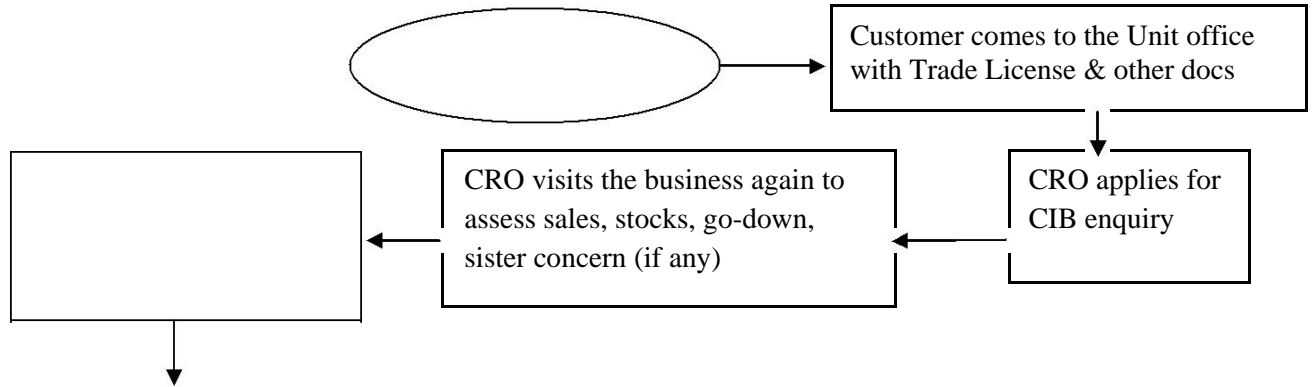 Customer comes to the Unit office
with Trade License & other docs
CRO applies for
CIB enquiry
CRO visits the business again to
assess sales, stocks, go-down,
sister concern (if any)